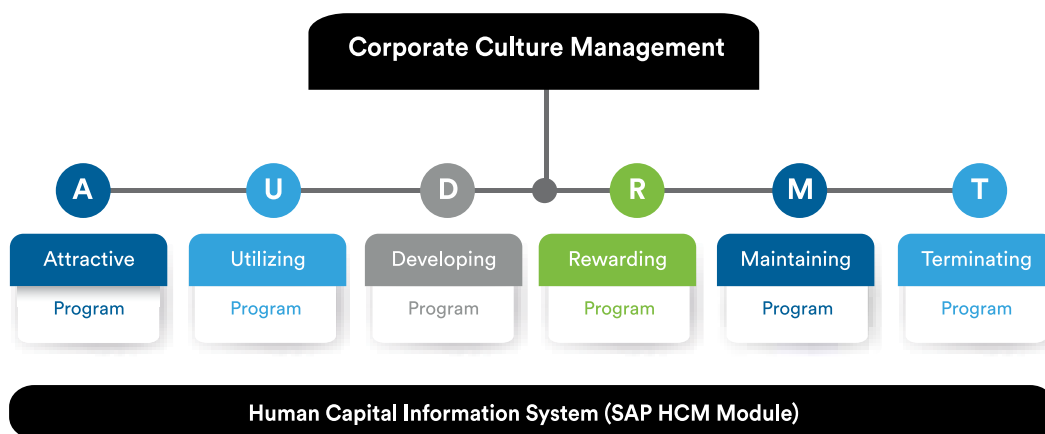 Corporate Culture Management
A U D R M T
Attractive Utilizing Developing Rewarding Maintaining Terminating
Program Program Program Program Program Program
Human Capital Information System (SAP HCM Module)